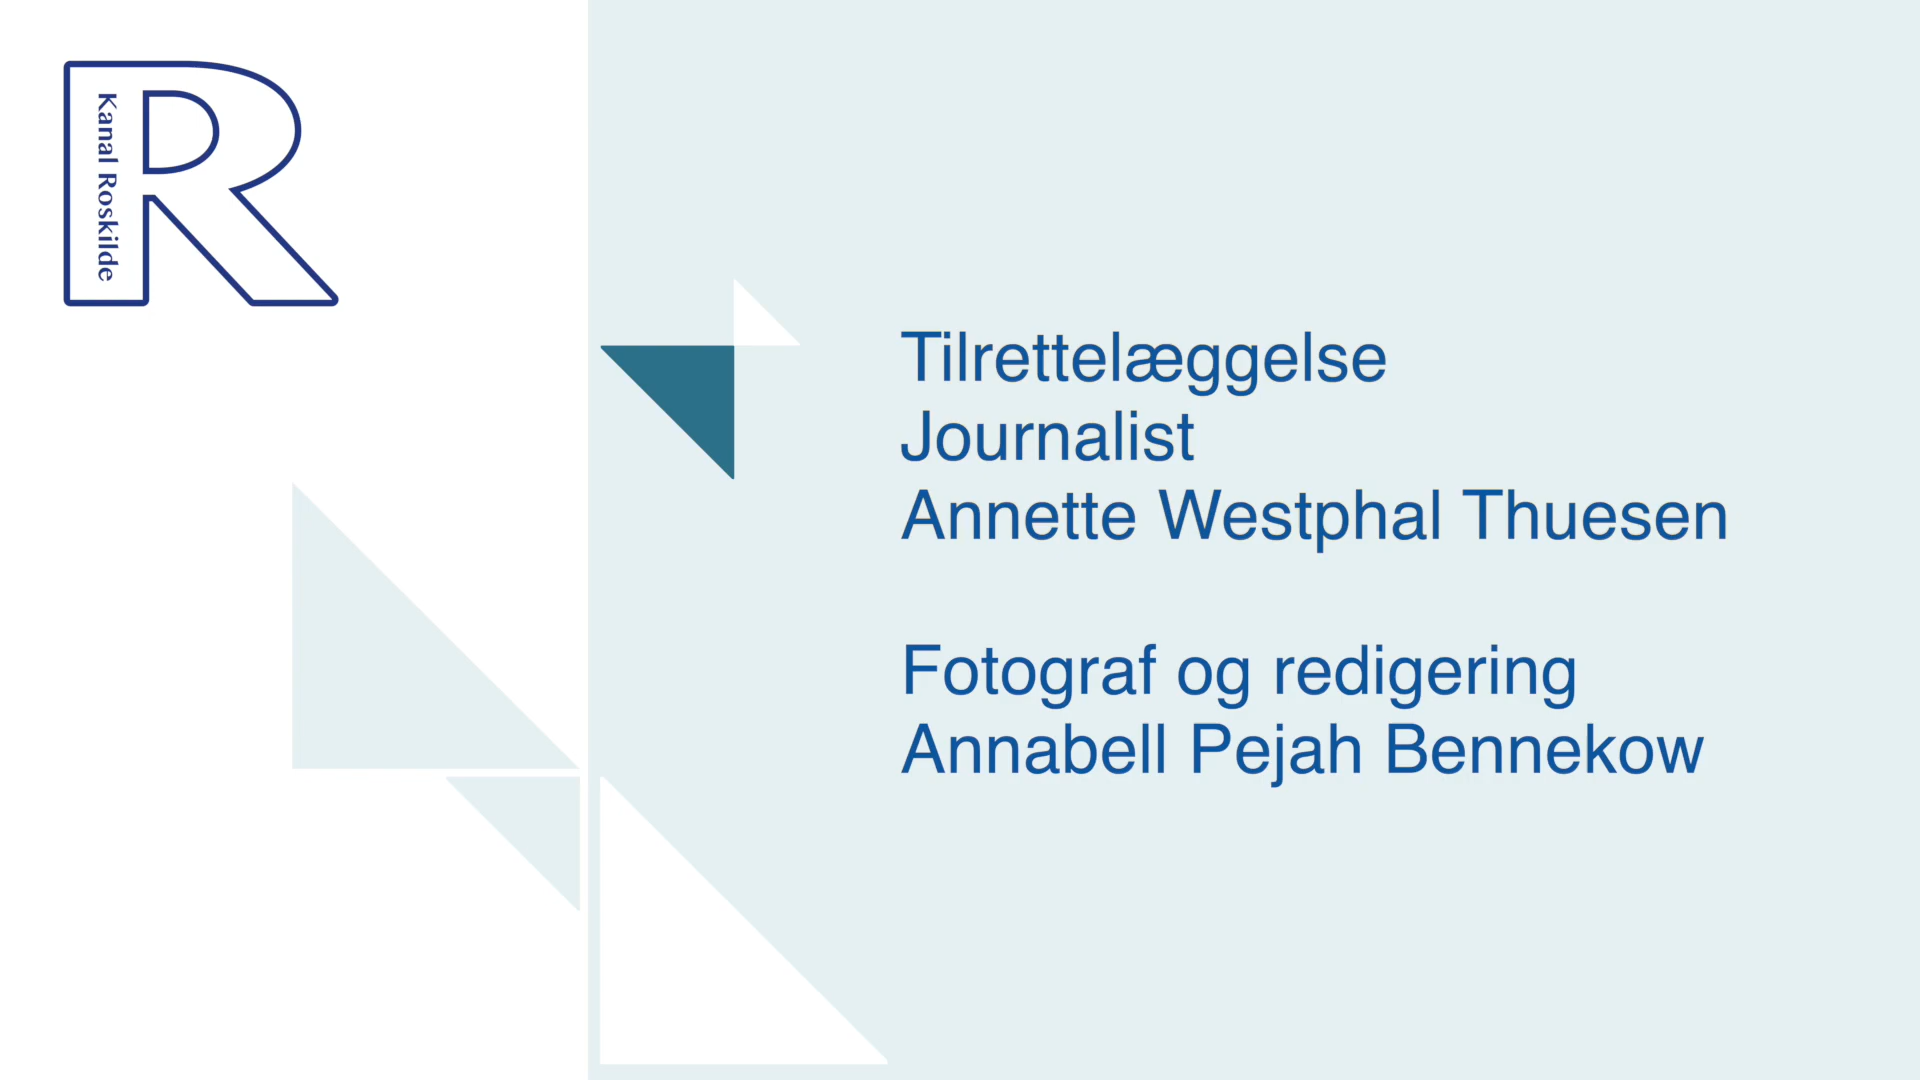 R
Kanal Roskilde
Tilrettelæggelse
Journalist
Annette Westphal Thuesen
Fotograf og redigering
Annabell Pejah Bennekow